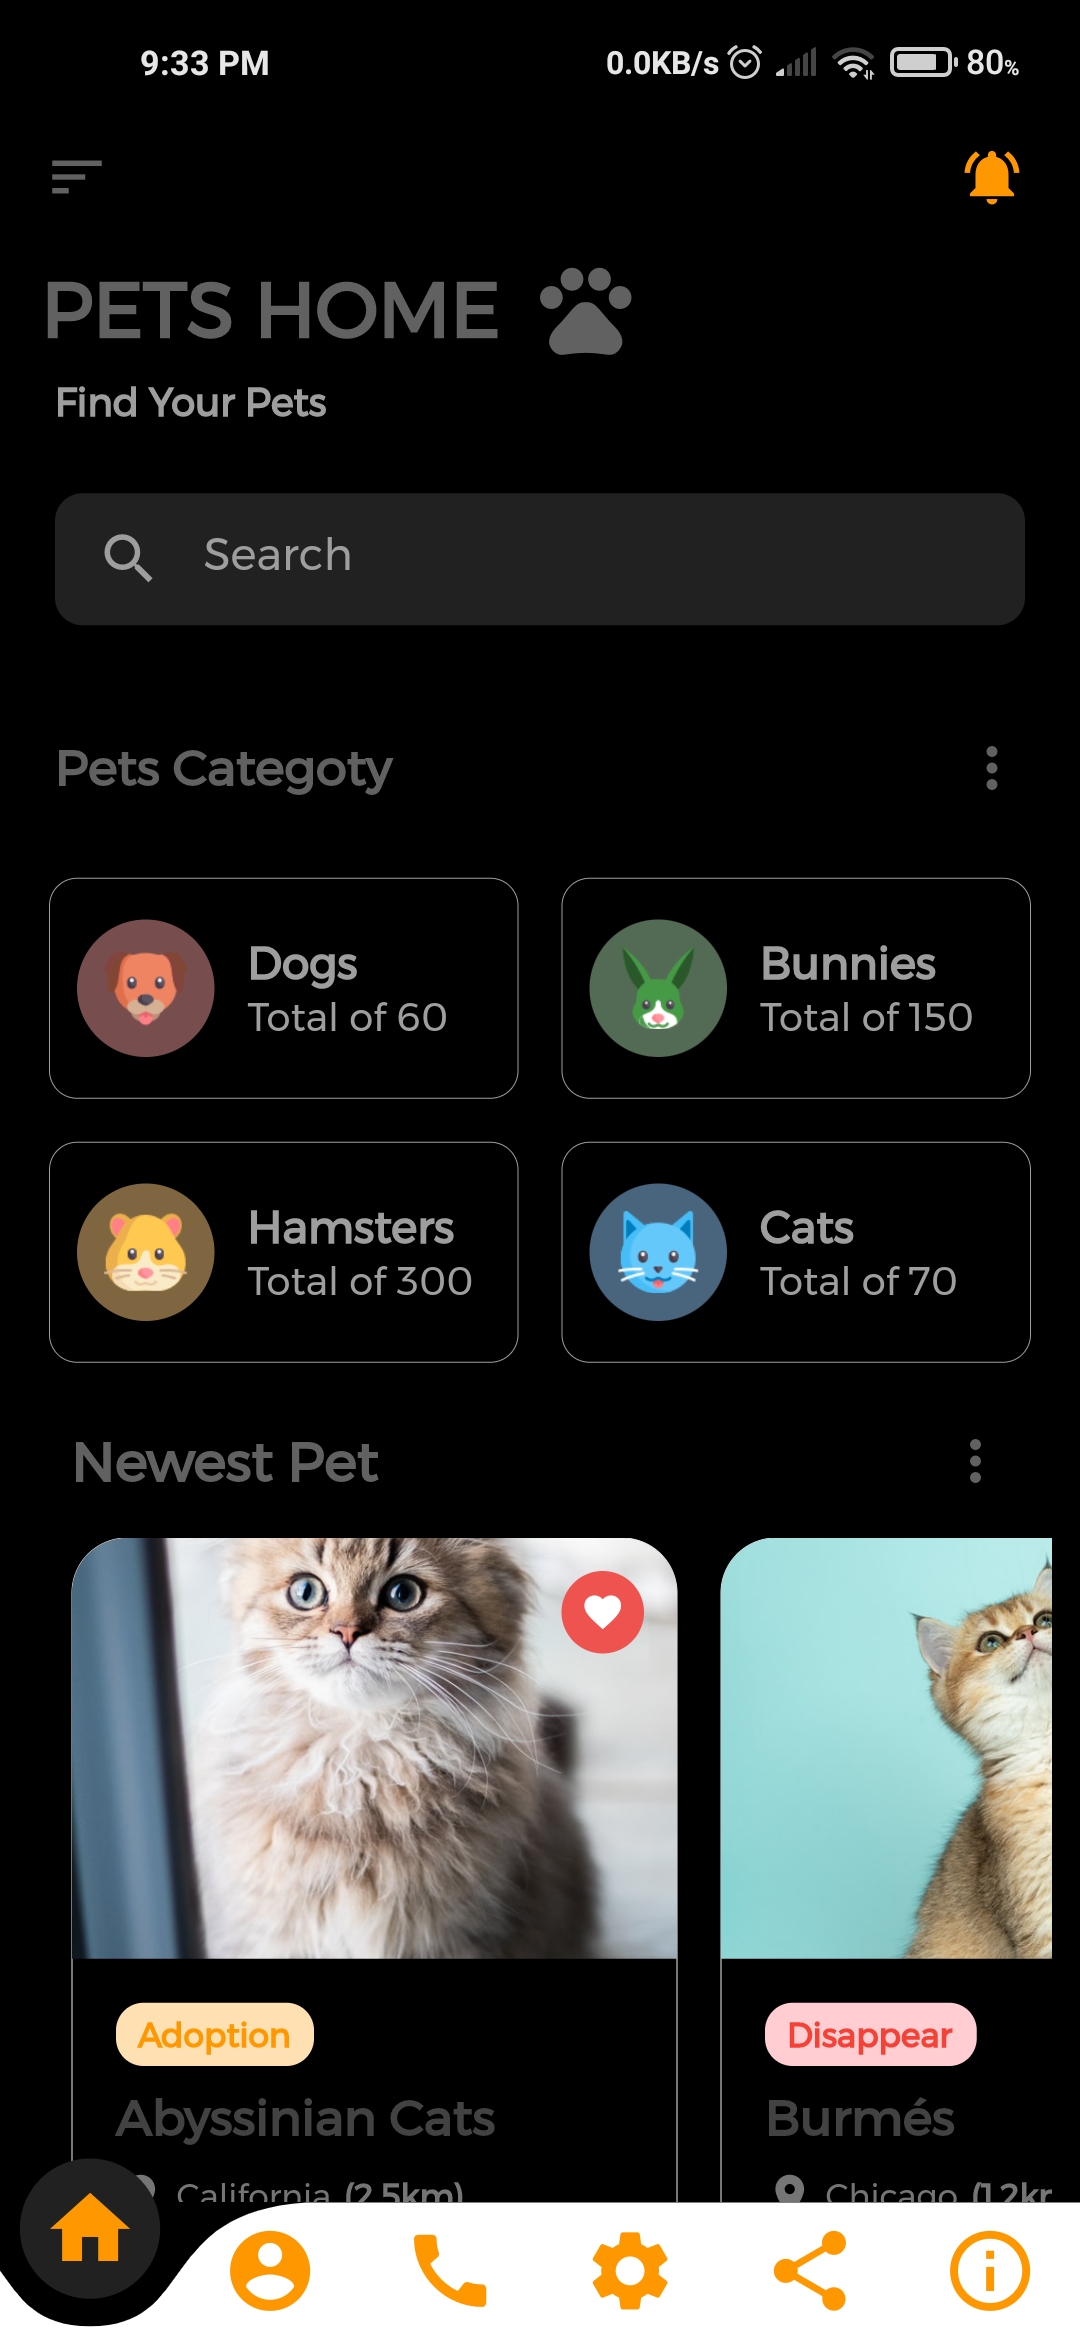 9:33 PM
0.0KB/s 80%
PETS HOME
Find Your Pets
Search
Pets Categoty
Dogs
Total of 60
Bunnies
Total of 150
Hamsters
Total of 300
Cats
Total of 70
Newest Pet
Adoption
Abyssinian Cats
California (2.5km)
Disappear
Burmés
Chicago